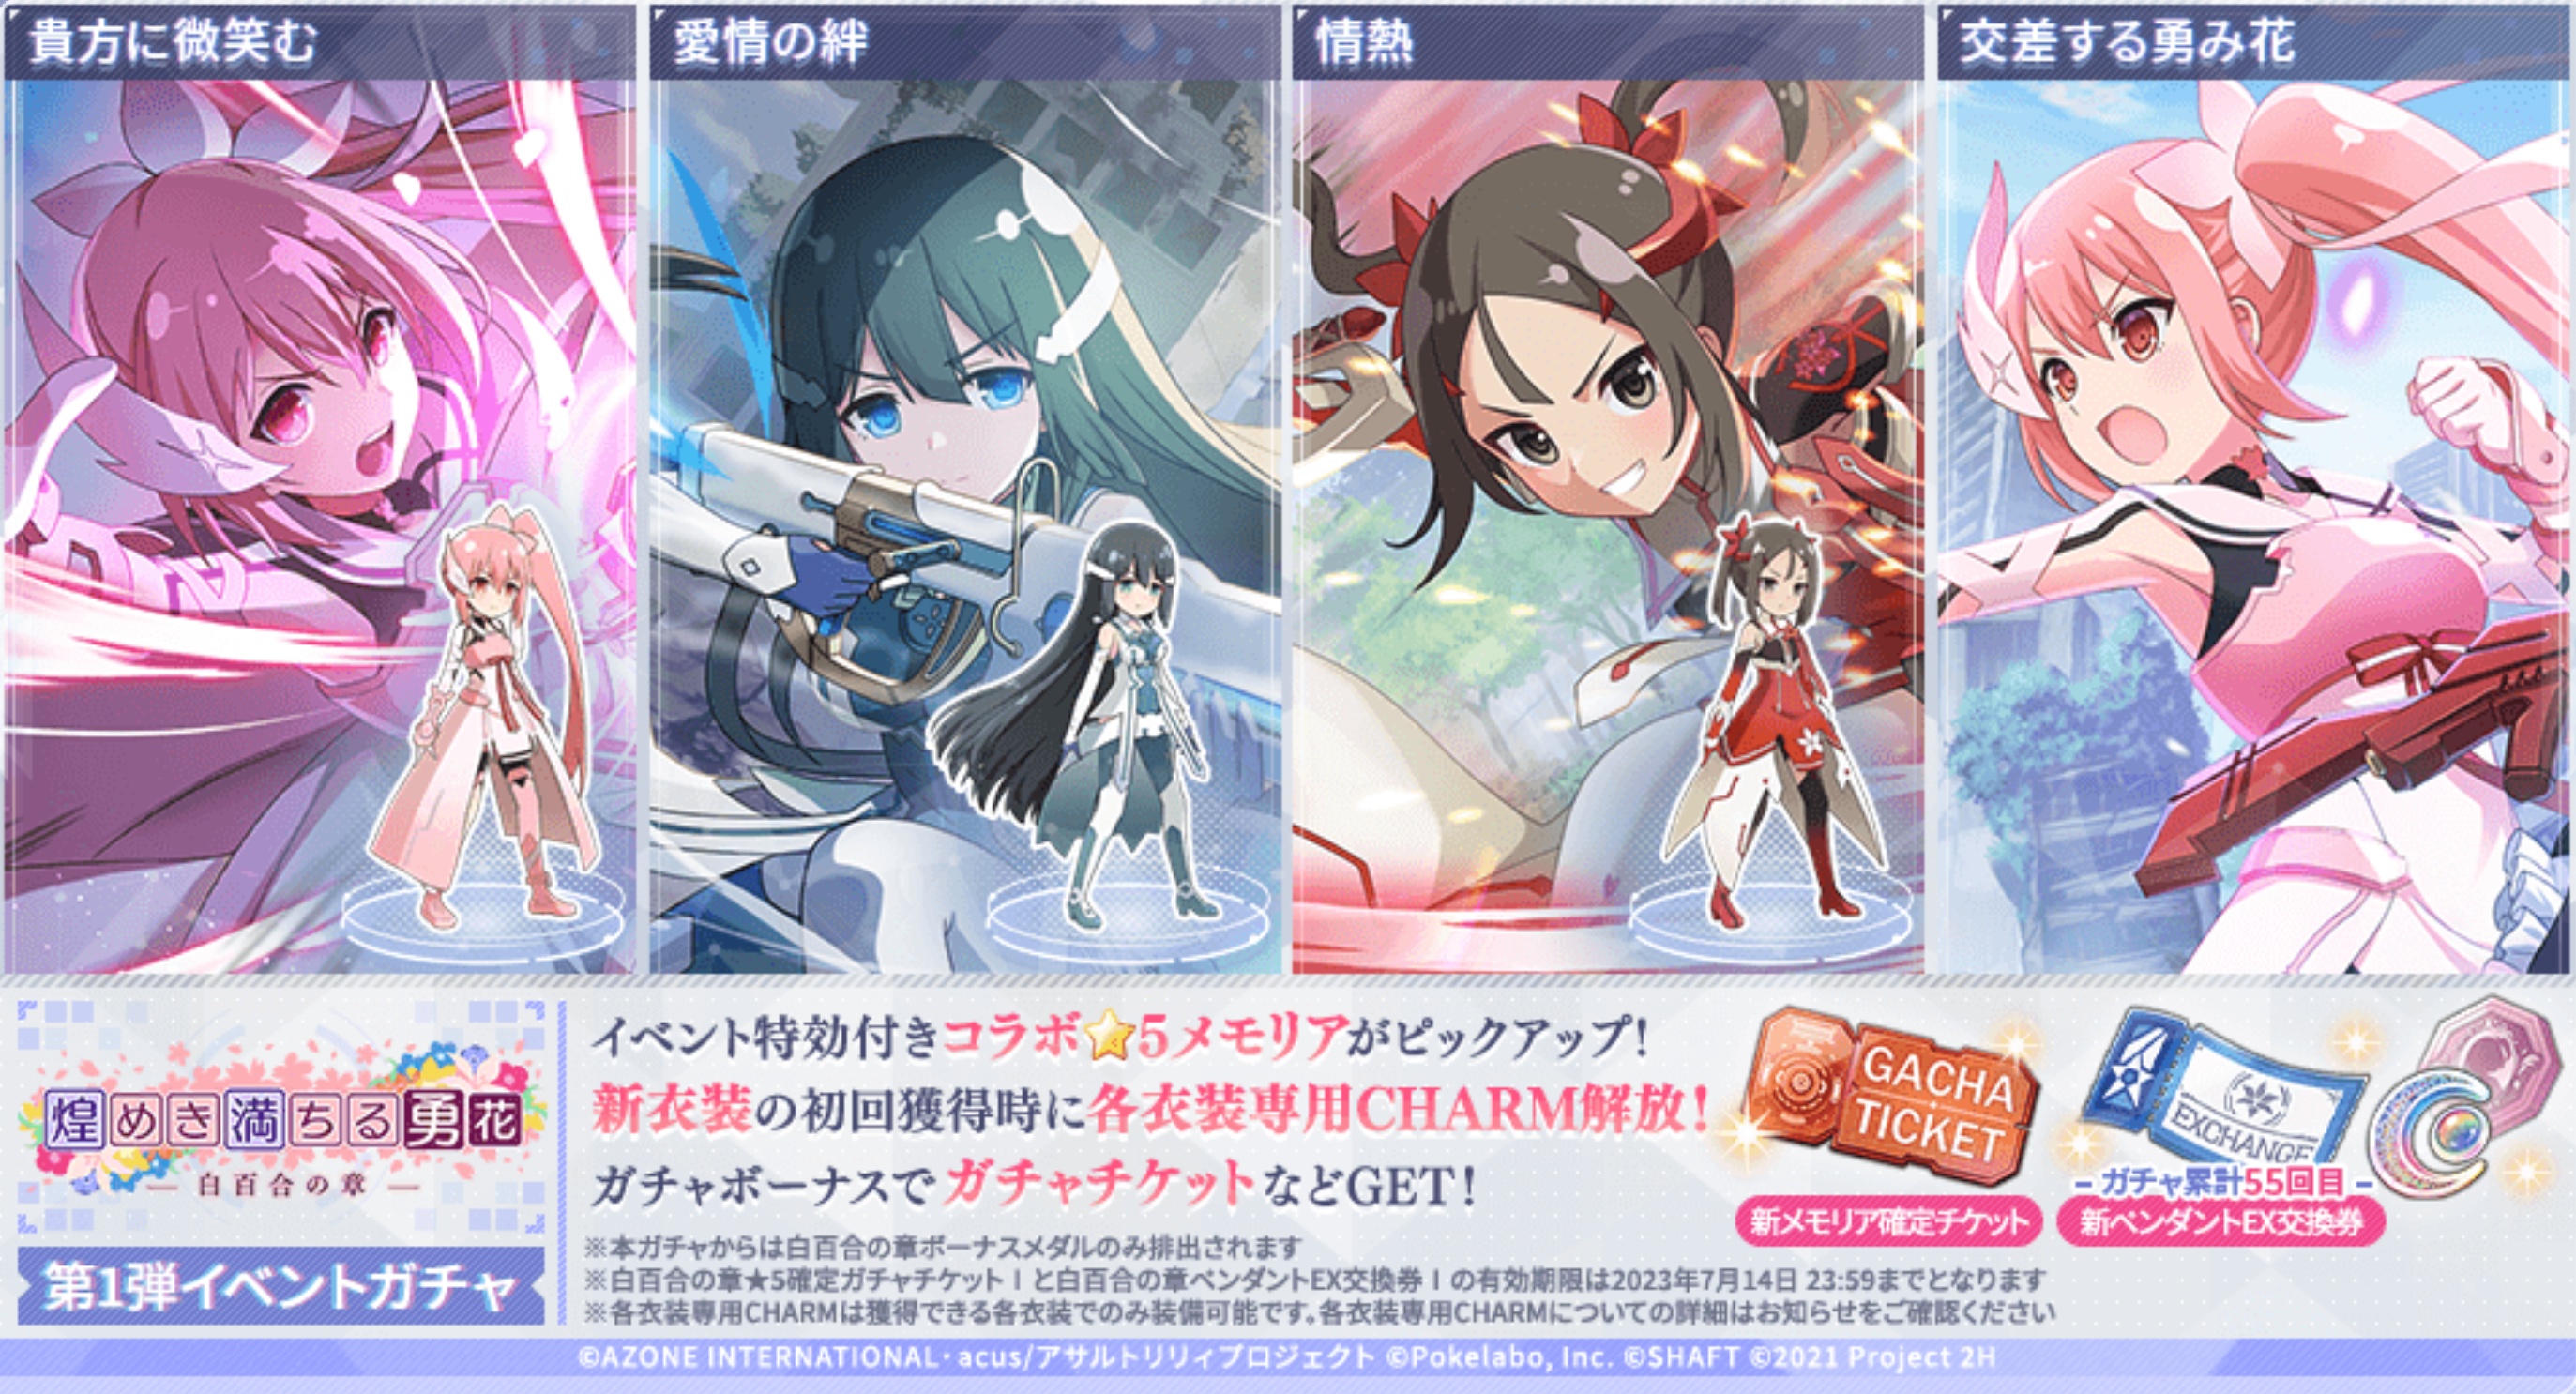 貴方に微笑む
愛情の絆
情熱
交差する勇み花
煌めき満ちる勇花
― 白百合の章 ―
第1弾イベントガチャ
イベント特効付きコラボ⭐5メモリアがピックアップ!
新衣装の初回獲得時に各衣装専用CHARM解放!
ガチャボーナスでガチャチケットなどGET!
※本ガチャからは白百合の章ボーナスメダルのみ排出されます
※白百合の章★5確定ガチャチケットⅠと白百合の章ペンダントEX交換券Ⅰの有効期限は2023年7月14日 23:59までとなります
※各衣装専用CHARMは獲得できる各衣装でのみ装備可能です。各衣装専用CHARMについての詳細はお知らせをご確認ください
GACHA
TICKET
新メモリア確定チケット
EXCHANGE
－ガチャ累計55回目－
新ペンダントEX交換券
©AZONE INTERNATIONAL・acus/アサルトリリィプロジェクト ©Pokelabo, Inc. ©SHAFT ©2021 Project 2H